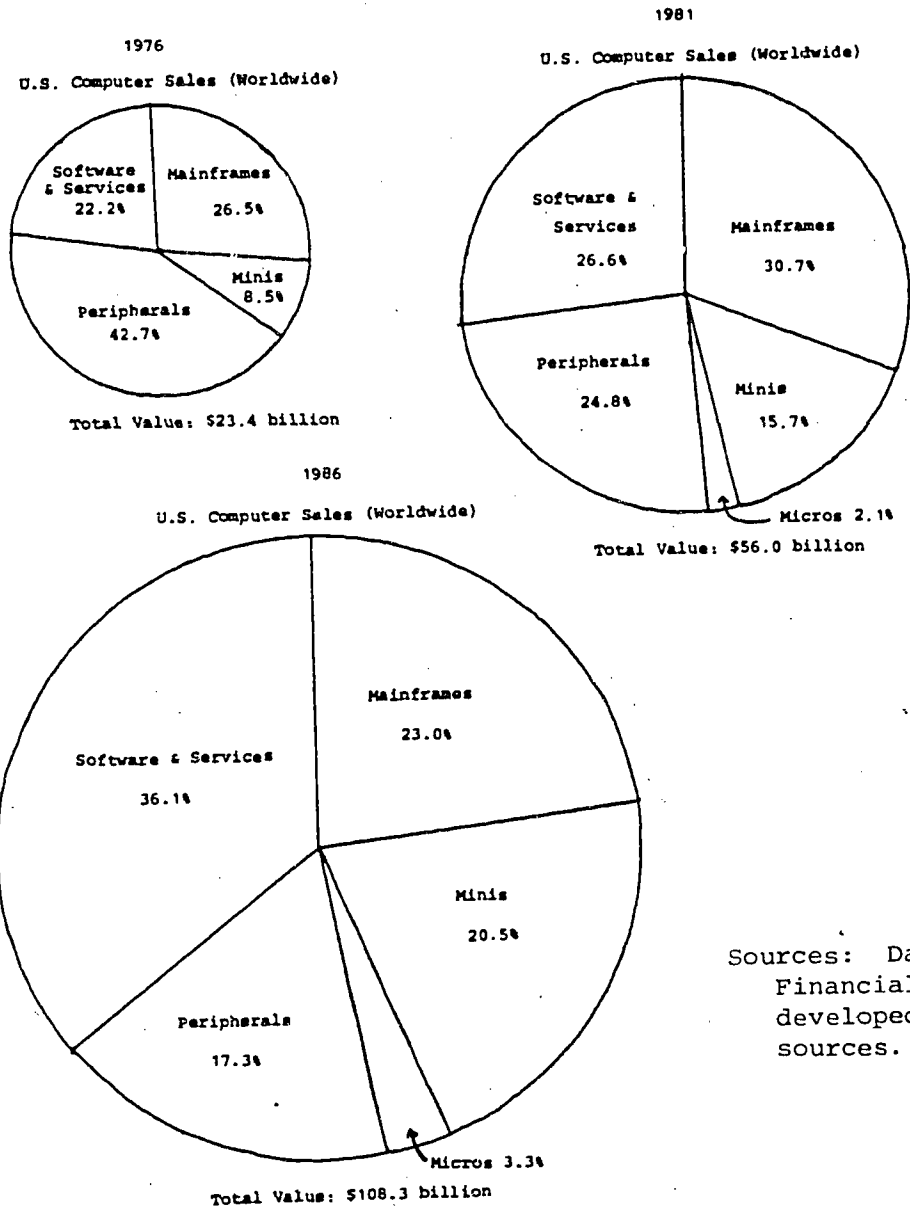 1976
U.S. Computer Sales (Worldwide)
Software
& Services
22.2%
Mainframes
26.5%
Minis
8.5%
Peripherals
42.7%
Total Value: $23.4 billion
1981
U.S. Computer Sales (Worldwide)
Software &
Services
26.6%
Mainframes
30.7%
Peripherals
24.8%
Minis
15.7%
Micros 2.1%
Total Value: $56.0 billion
1986
U.S. Computer Sales (Worldwide)
Mainframes
23.0%
Software & Services
36.1%
Minis
20.5%
Peripherals
17.3%
Micros 3.3%
Total Value: $108.3 billion
Sources: Da
Financial
developed
sources.